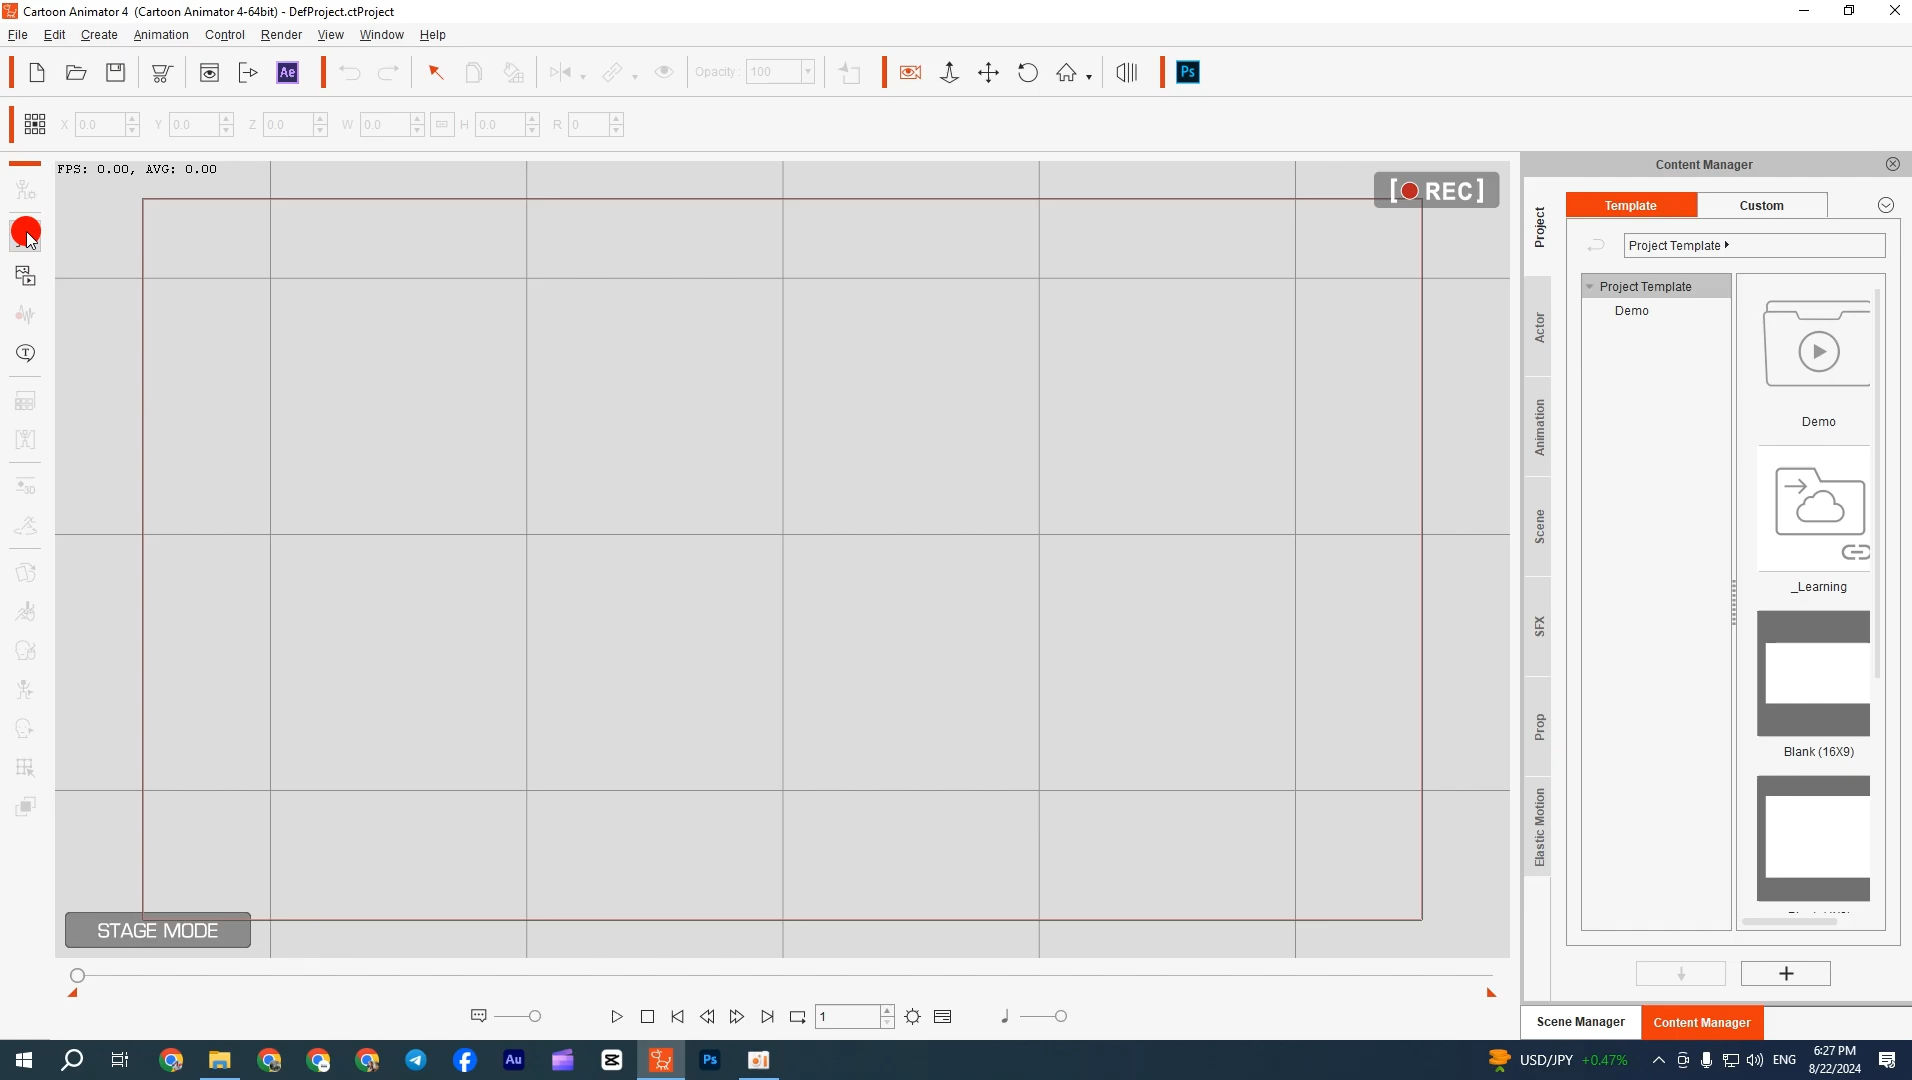 Cartoon Animator 4 (Cartoon Animator 4-64bit) - DefProject.ctProject
File Edit Create Animation Control Render View Window Help
Ae
Opacity: 100
Ps
X 0.0 Y 0.0 Z 0.0 W 0.0 H 0.0 R 0
FPS: 0.00, AVG: 0.00
[ REC]
Content Manager
Template
Custom
Project Template
Project Template
Demo
Demo
_Learning
Blank (16X9)
Project
Actor
Animation
Scene
SFX
Prop
Elastic Motion
3D
STAGE MODE
1
+
Scene Manager
Content Manager
Au
Ps
USD/JPY +0.47%
ENG
6:27 PM
8/22/2024